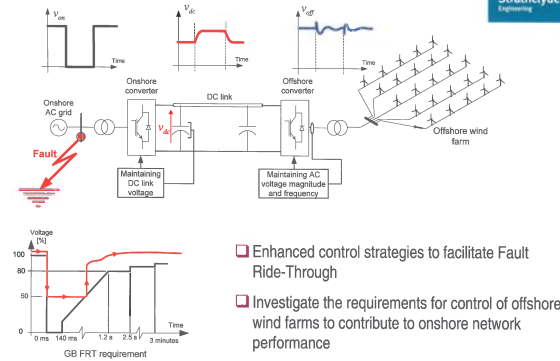 Strathclyde
Engineering
v_on
v_dc
v_off
Time
Time
Time
Onshore
converter
Offshore
converter
DC link
Onshore
AC grid
v_dc
Fault
Offshore wind
farm
Maintaining
DC link
voltage
Maintaining AC
voltage magnitude
and frequency
Voltage
[%]
100
80
50
0
0 ms
140 ms
1.2 s
2.5 s
3 minutes
Time
GB FRT requirement
Enhanced control strategies to facilitate Fault
Ride-Through
Investigate the requirements for control of offshore
wind farms to contribute to onshore network
performance